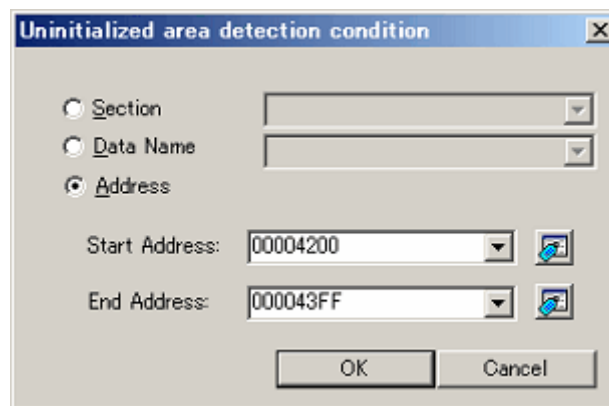 Uninitialized area detection condition
Section
Data Name
Address
Start Address: 00004200
End Address: 000043FF
OK Cancel